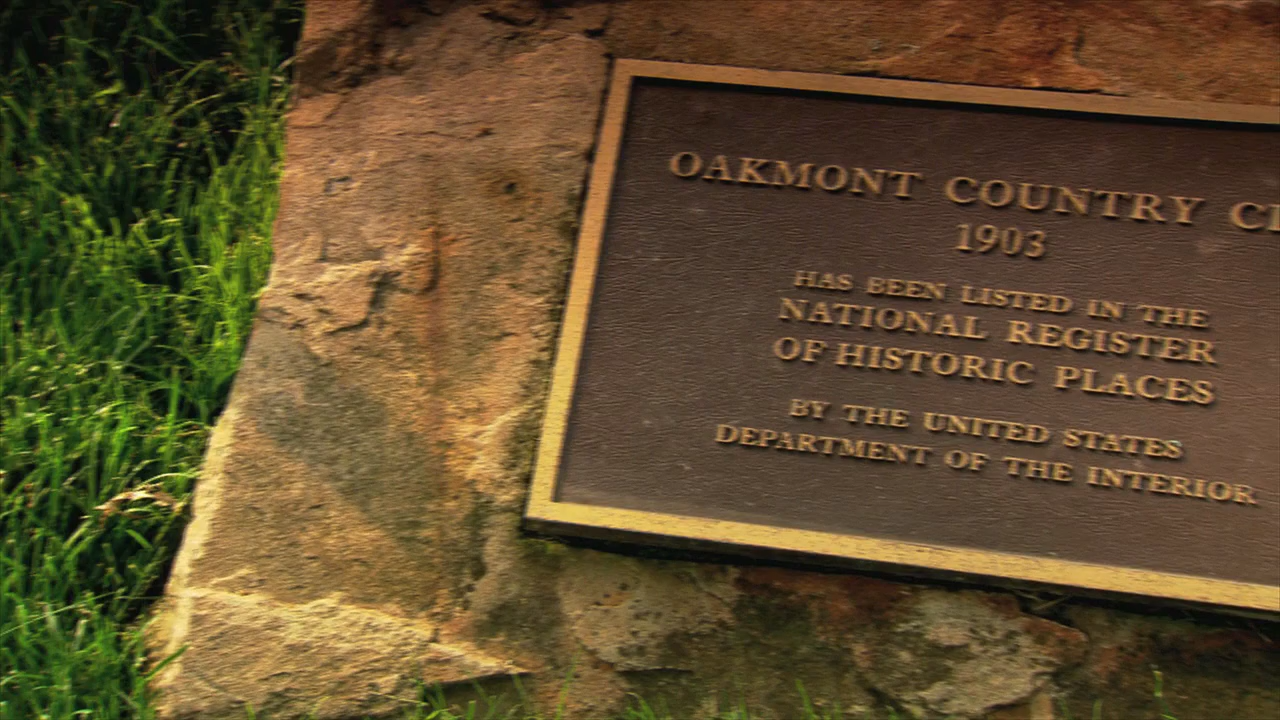 OAKMONT COUNTRY CL
1903
HAS BEEN LISTED IN THE
NATIONAL REGISTER
OF HISTORIC PLACES
BY THE UNITED STATES
DEPARTMENT OF THE INTERIOR